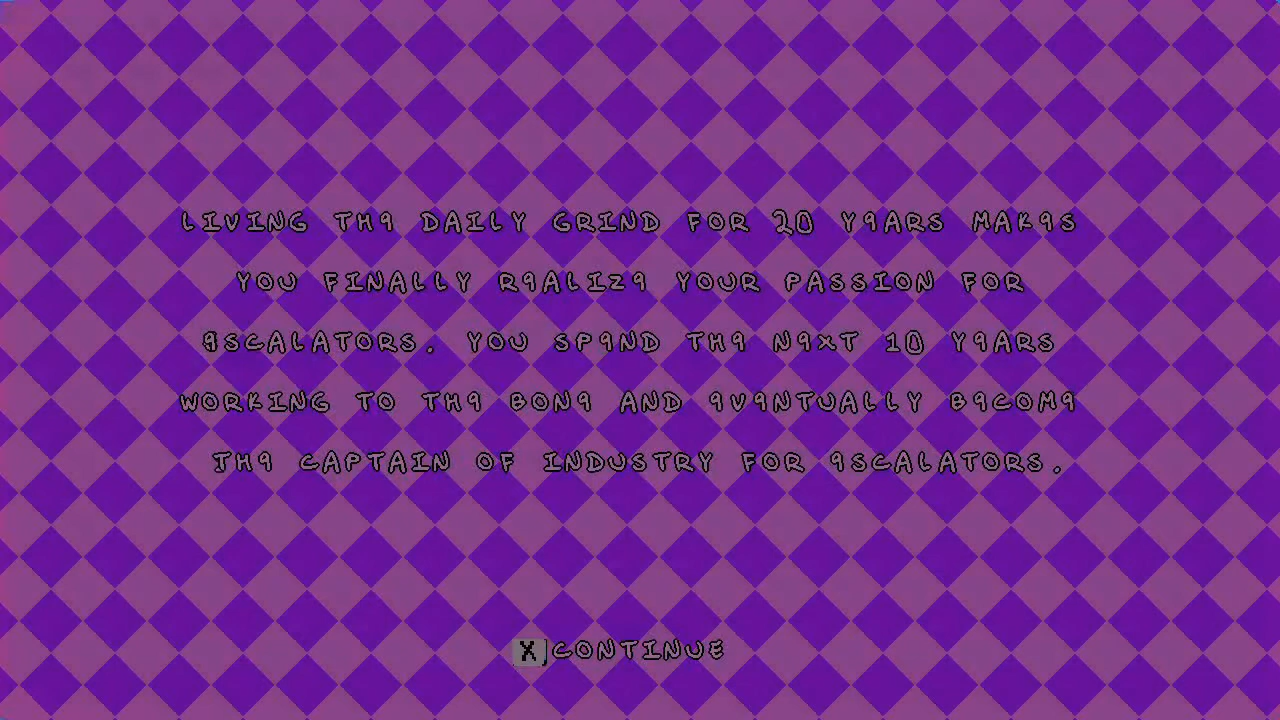 LIVING TH9 DAILY GRIND FOR 20 Y9ARS MAK9S
YOU FINALLY R9ALIZ9 YOUR PASSION FOR
9SCALATORS. YOU SP9ND TH9 N9XT 10 Y9ARS
WORKING TO TH9 BON9 AND 9V9NTUALLY B9COM9
TH9 CAPTAIN OF INDUSTRY FOR 9SCALATORS.
X CONTINUE